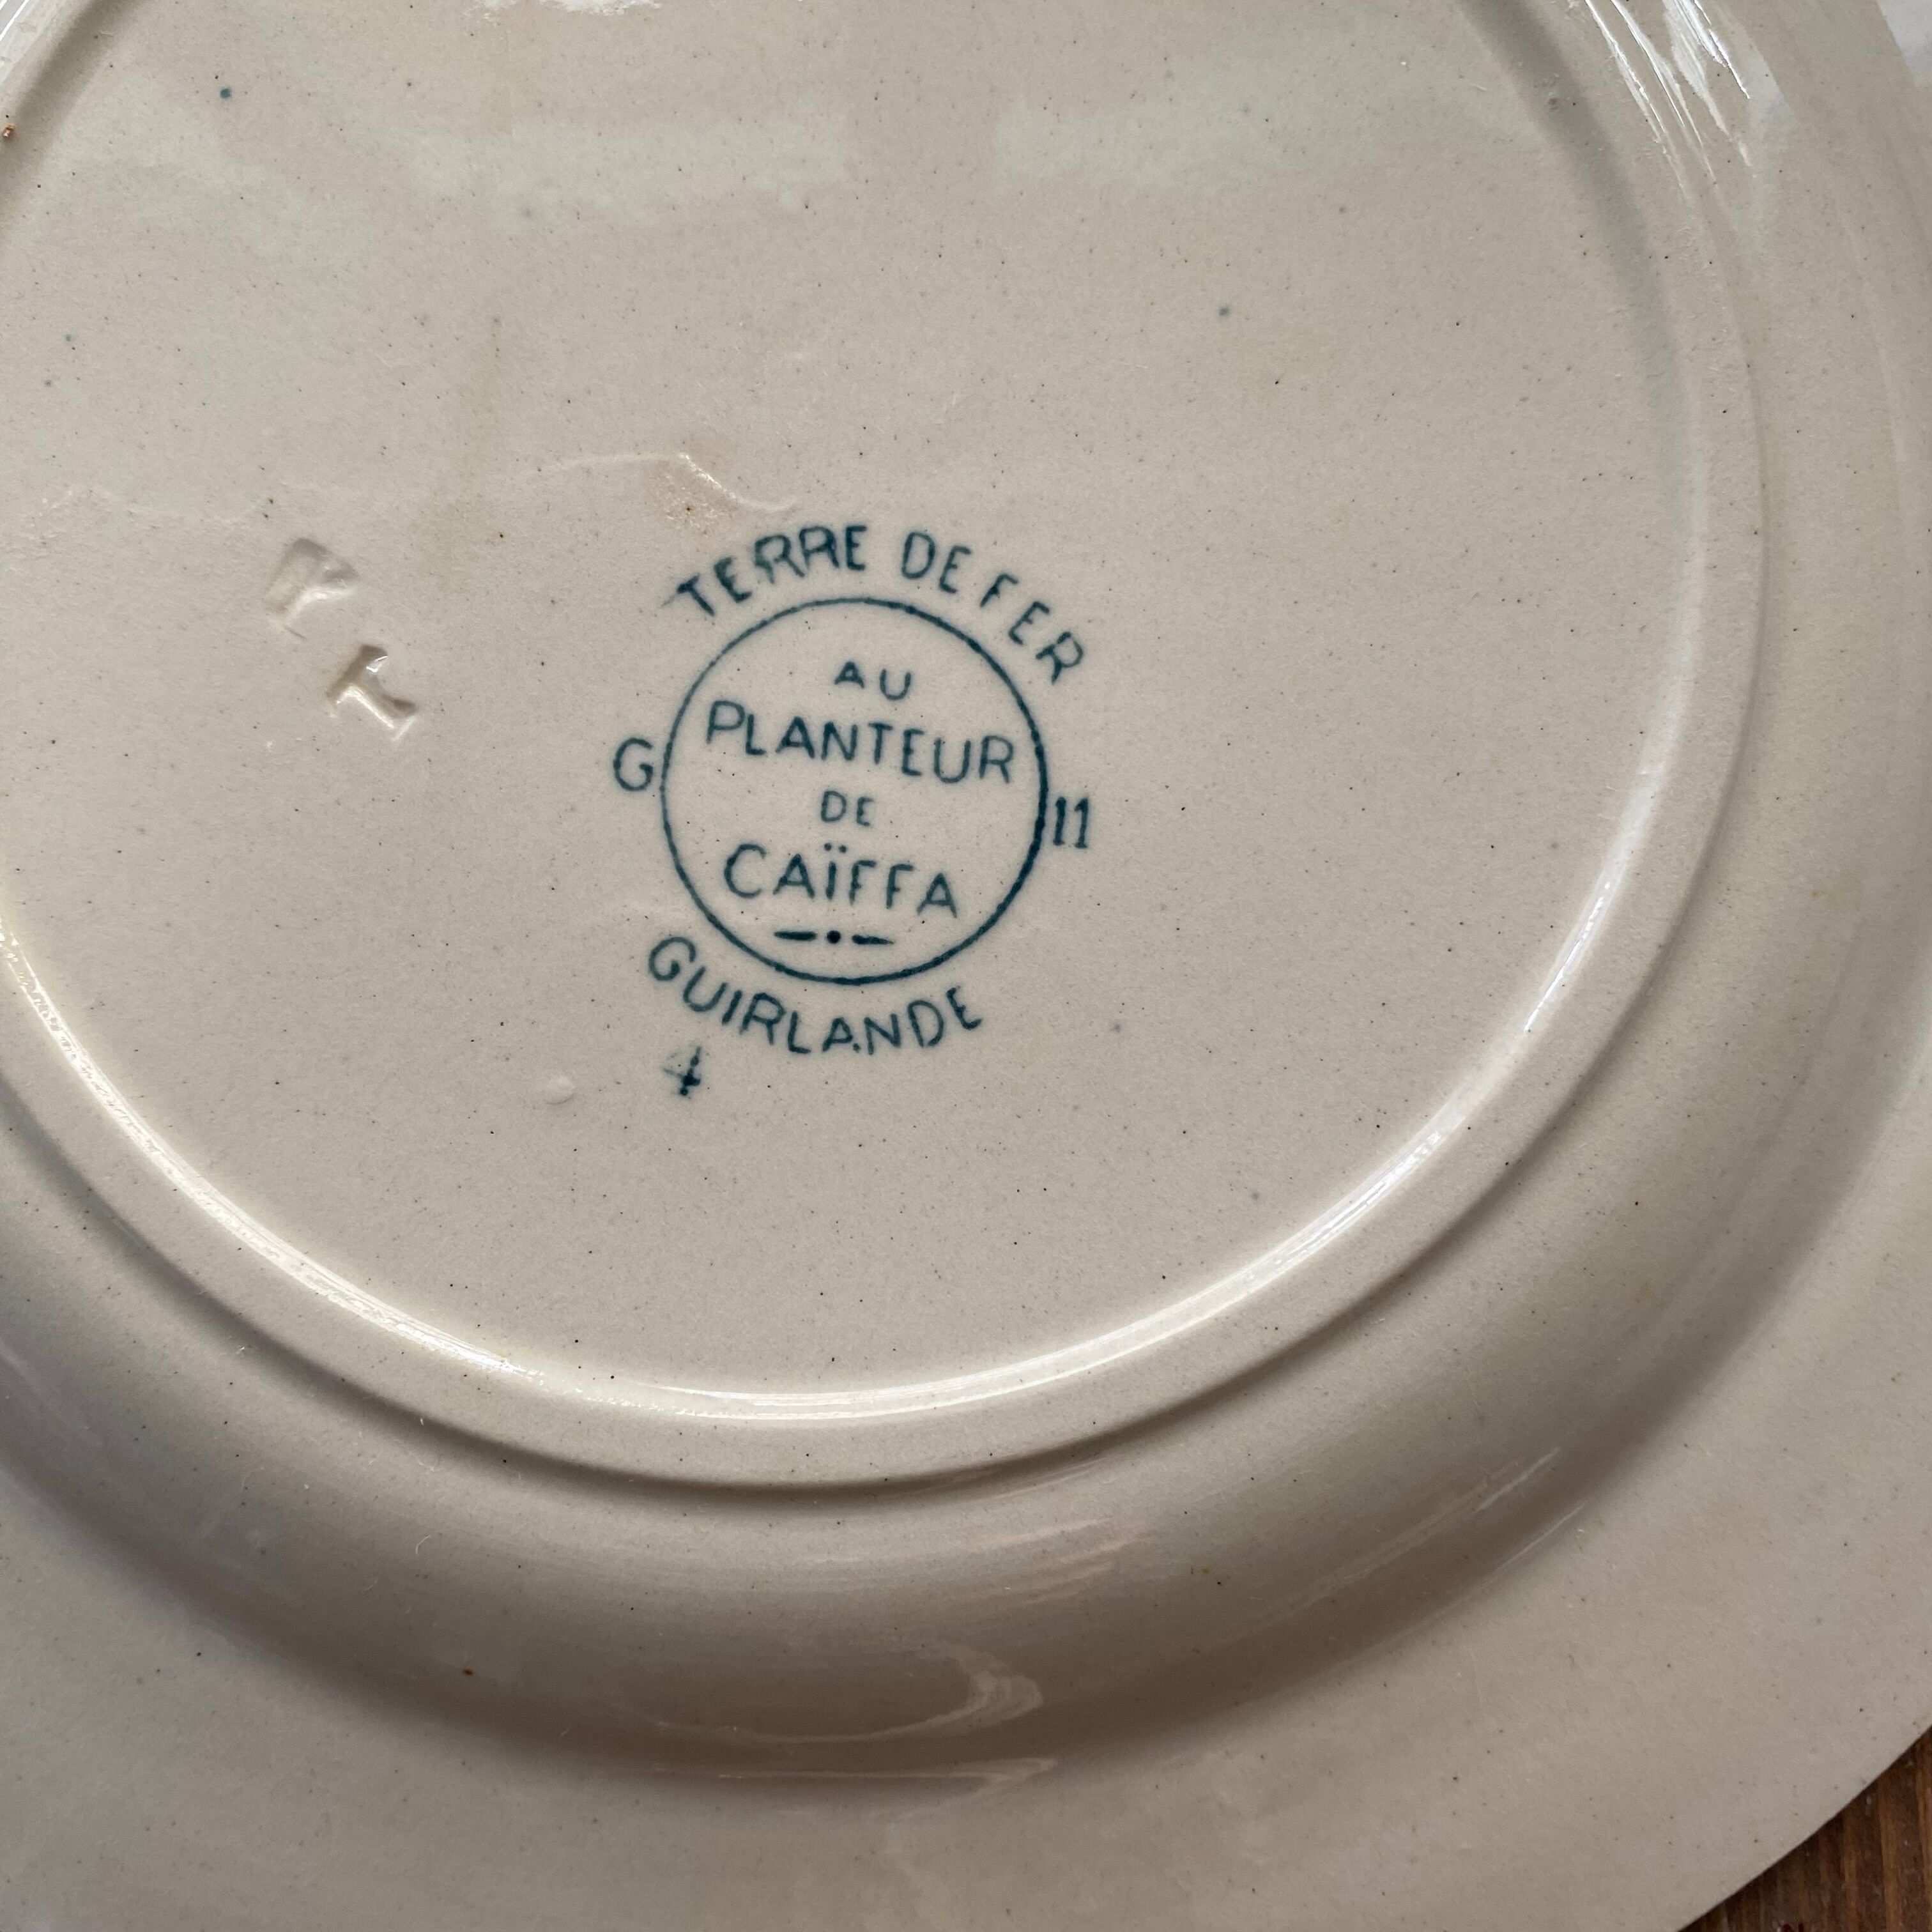 R
T
TERRE DE FER
G
AU
PLANTEUR
DE
CAÏFFA
11
GUIRLANDE
4